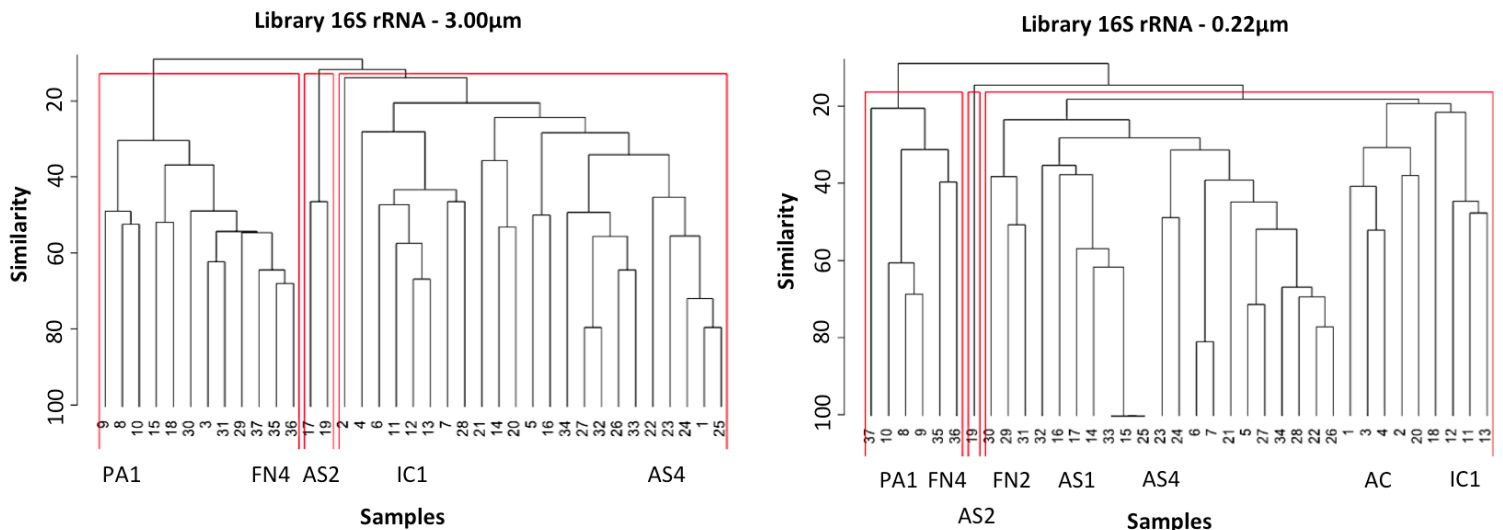 Library 16S rRNA - 3.00µm
Similarity
20
40
60
80
100
9 8 10 15 18 30 3 31 29 37 35 36 17 19 2 4 6 11 12 13 7 28 21 14 20 5 16 34 27 32 26 33 22 23 24 1 25
PA1 FN4 AS2 IC1 AS4
Samples
Library 16S rRNA - 0.22µm
Similarity
20
40
60
80
100
37 10 8 9 35 36 19 30 29 31 32 16 17 14 33 15 25 23 24 6 7 21 5 27 34 28 22 26 1 3 4 2 20 18 12 11 13
PA1 FN4 FN2 AS1 AS4 AC IC1
AS2
Samples